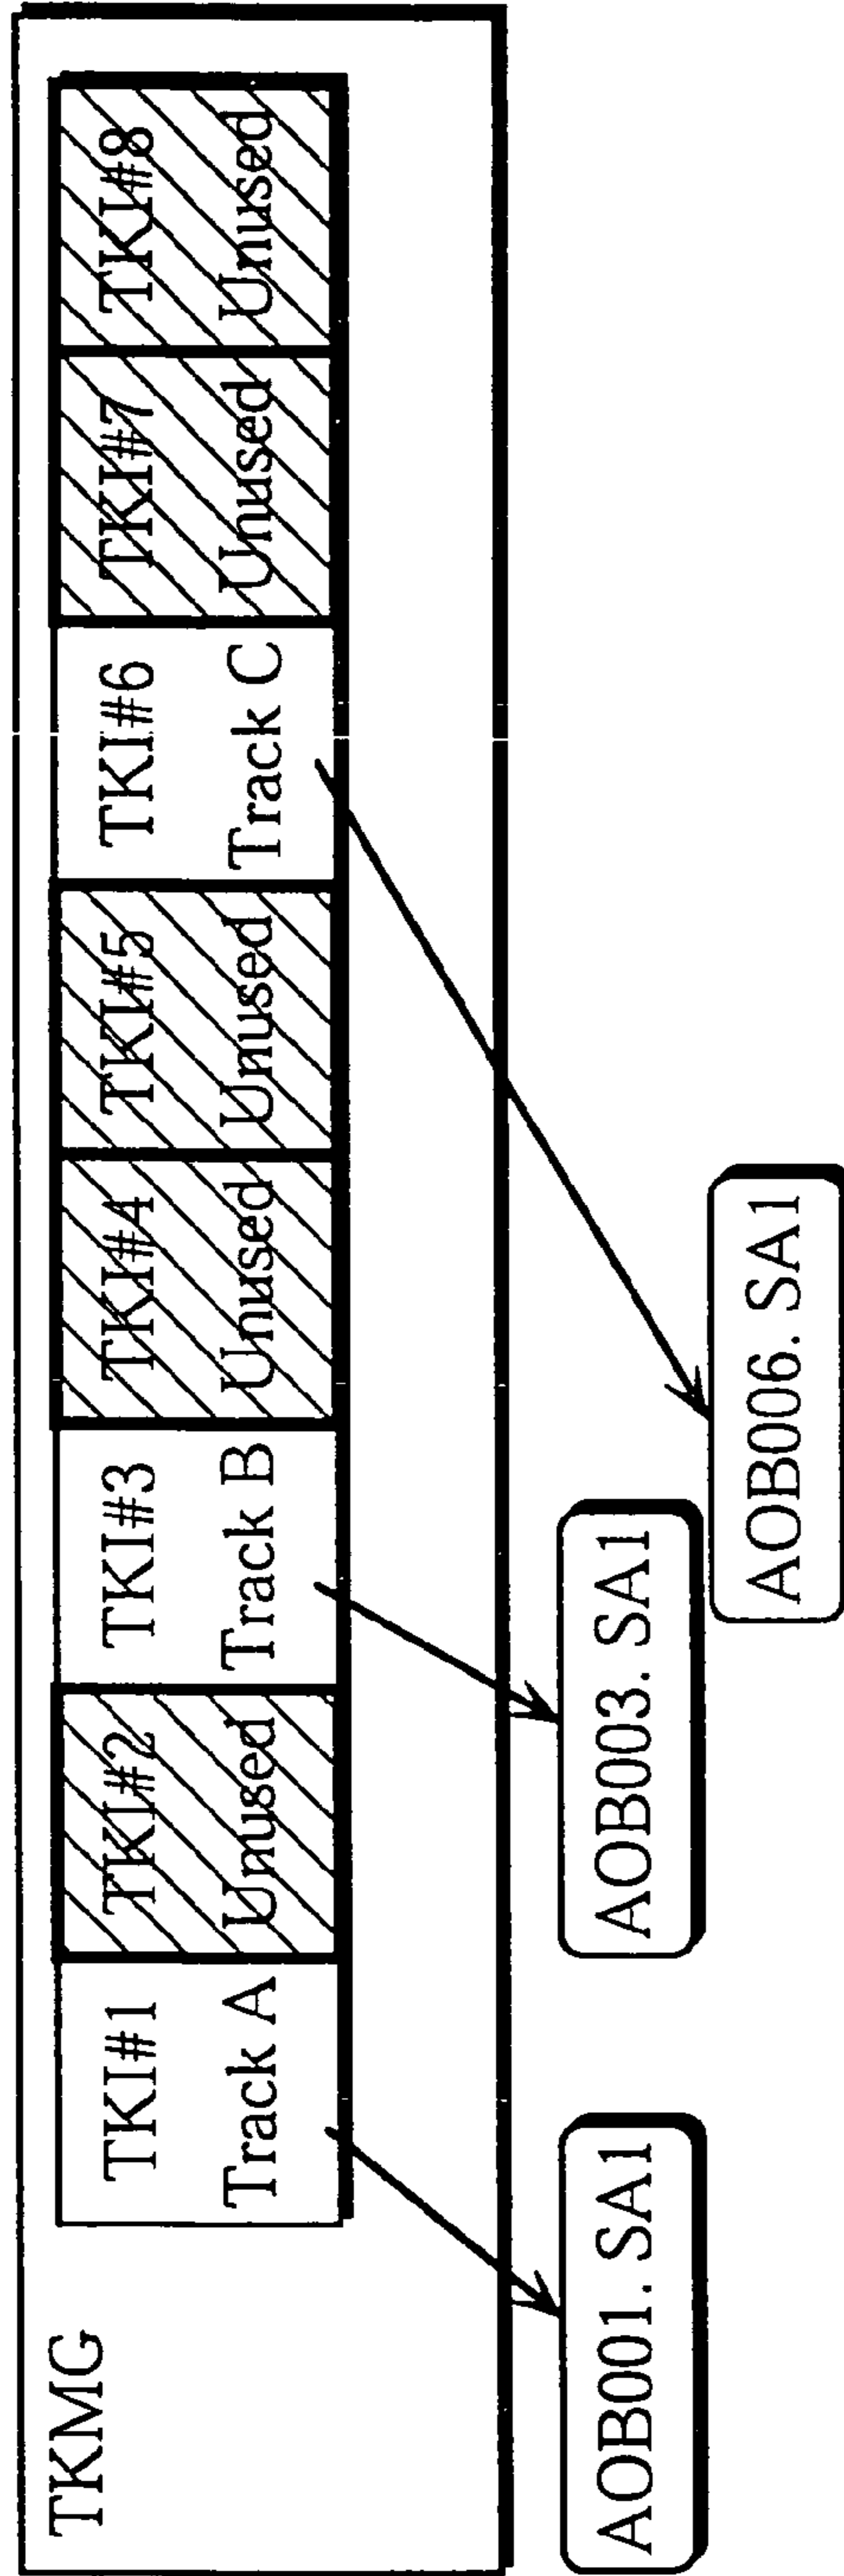 TKMG
TKI#1
Track A
TKI#2
Unused
TKI#3
Track B
TKI#4
Unused
TKI#5
Unused
TKI#6
Track C
TKI#7
Unused
TKI#8
Unused
AOB001. SA1
AOB003. SA1
AOB006. SA1